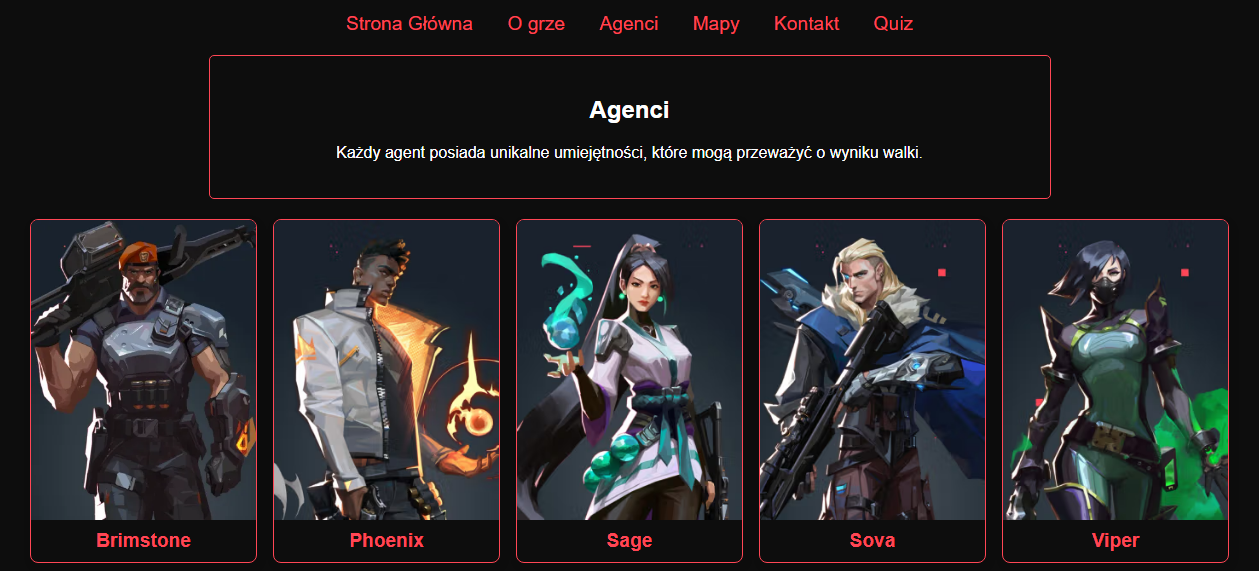 Strona Główna O grze Agenci Mapy Kontakt Quiz
Agenci
Każdy agent posiada unikalne umiejętności, które mogą przeważyć o wyniku walki.
Brimstone Phoenix Sage Sova Viper